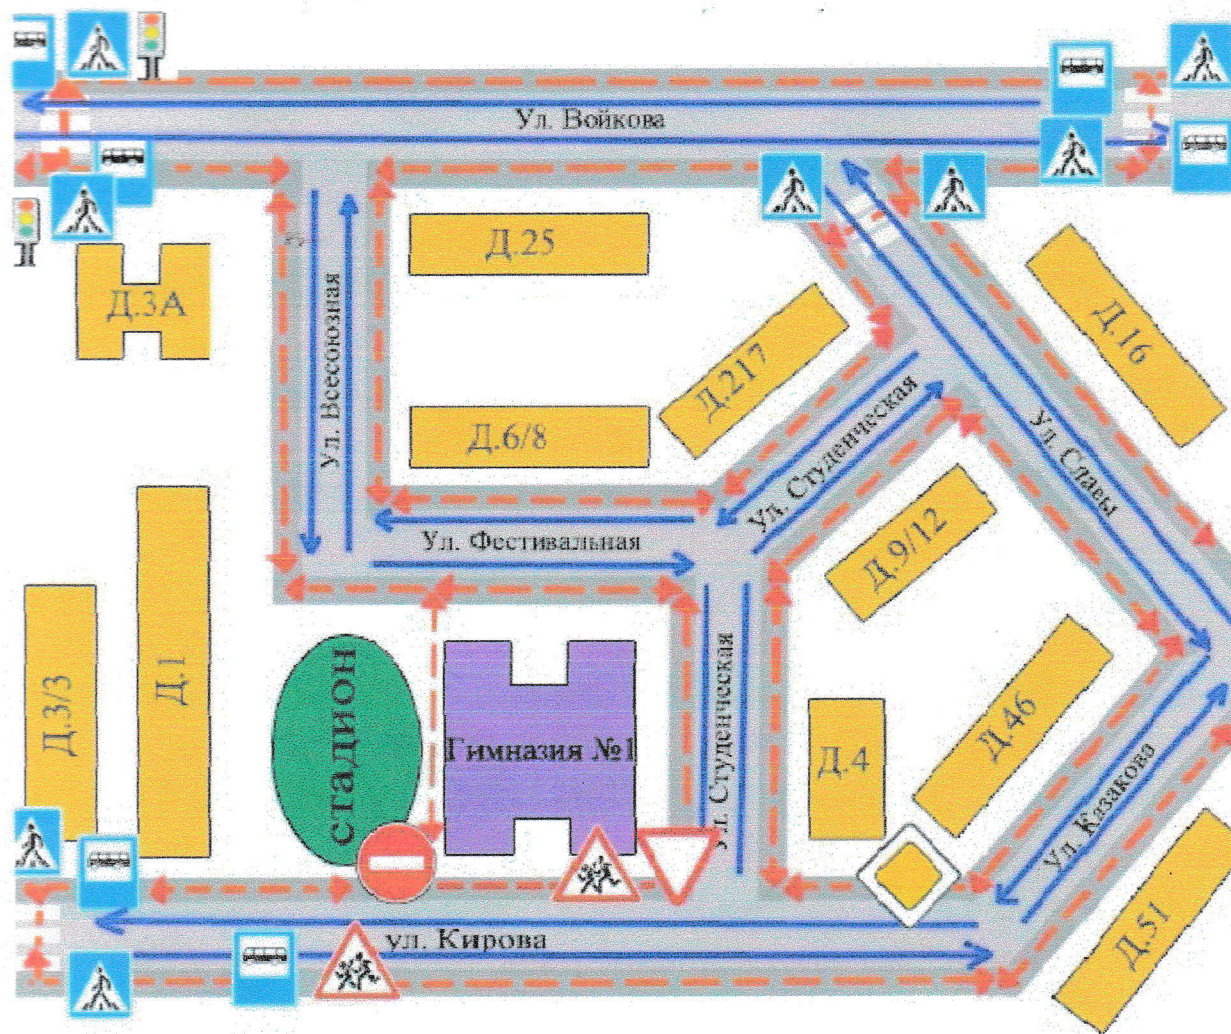 Ул. Войкова
Д.3А
Д.25
Д.16
Ул. Всесоюзная
Д.217
Д.6/8
Ул. Студенческая
Ул. Славы
Ул. Фестивальная
Д.9/12
Д.3/3
Д.1
стадион
Гимназия №1
Ул. Студенческая
Д.4
Д.46
Ул. Казакова
Д.51
ул. Кирова